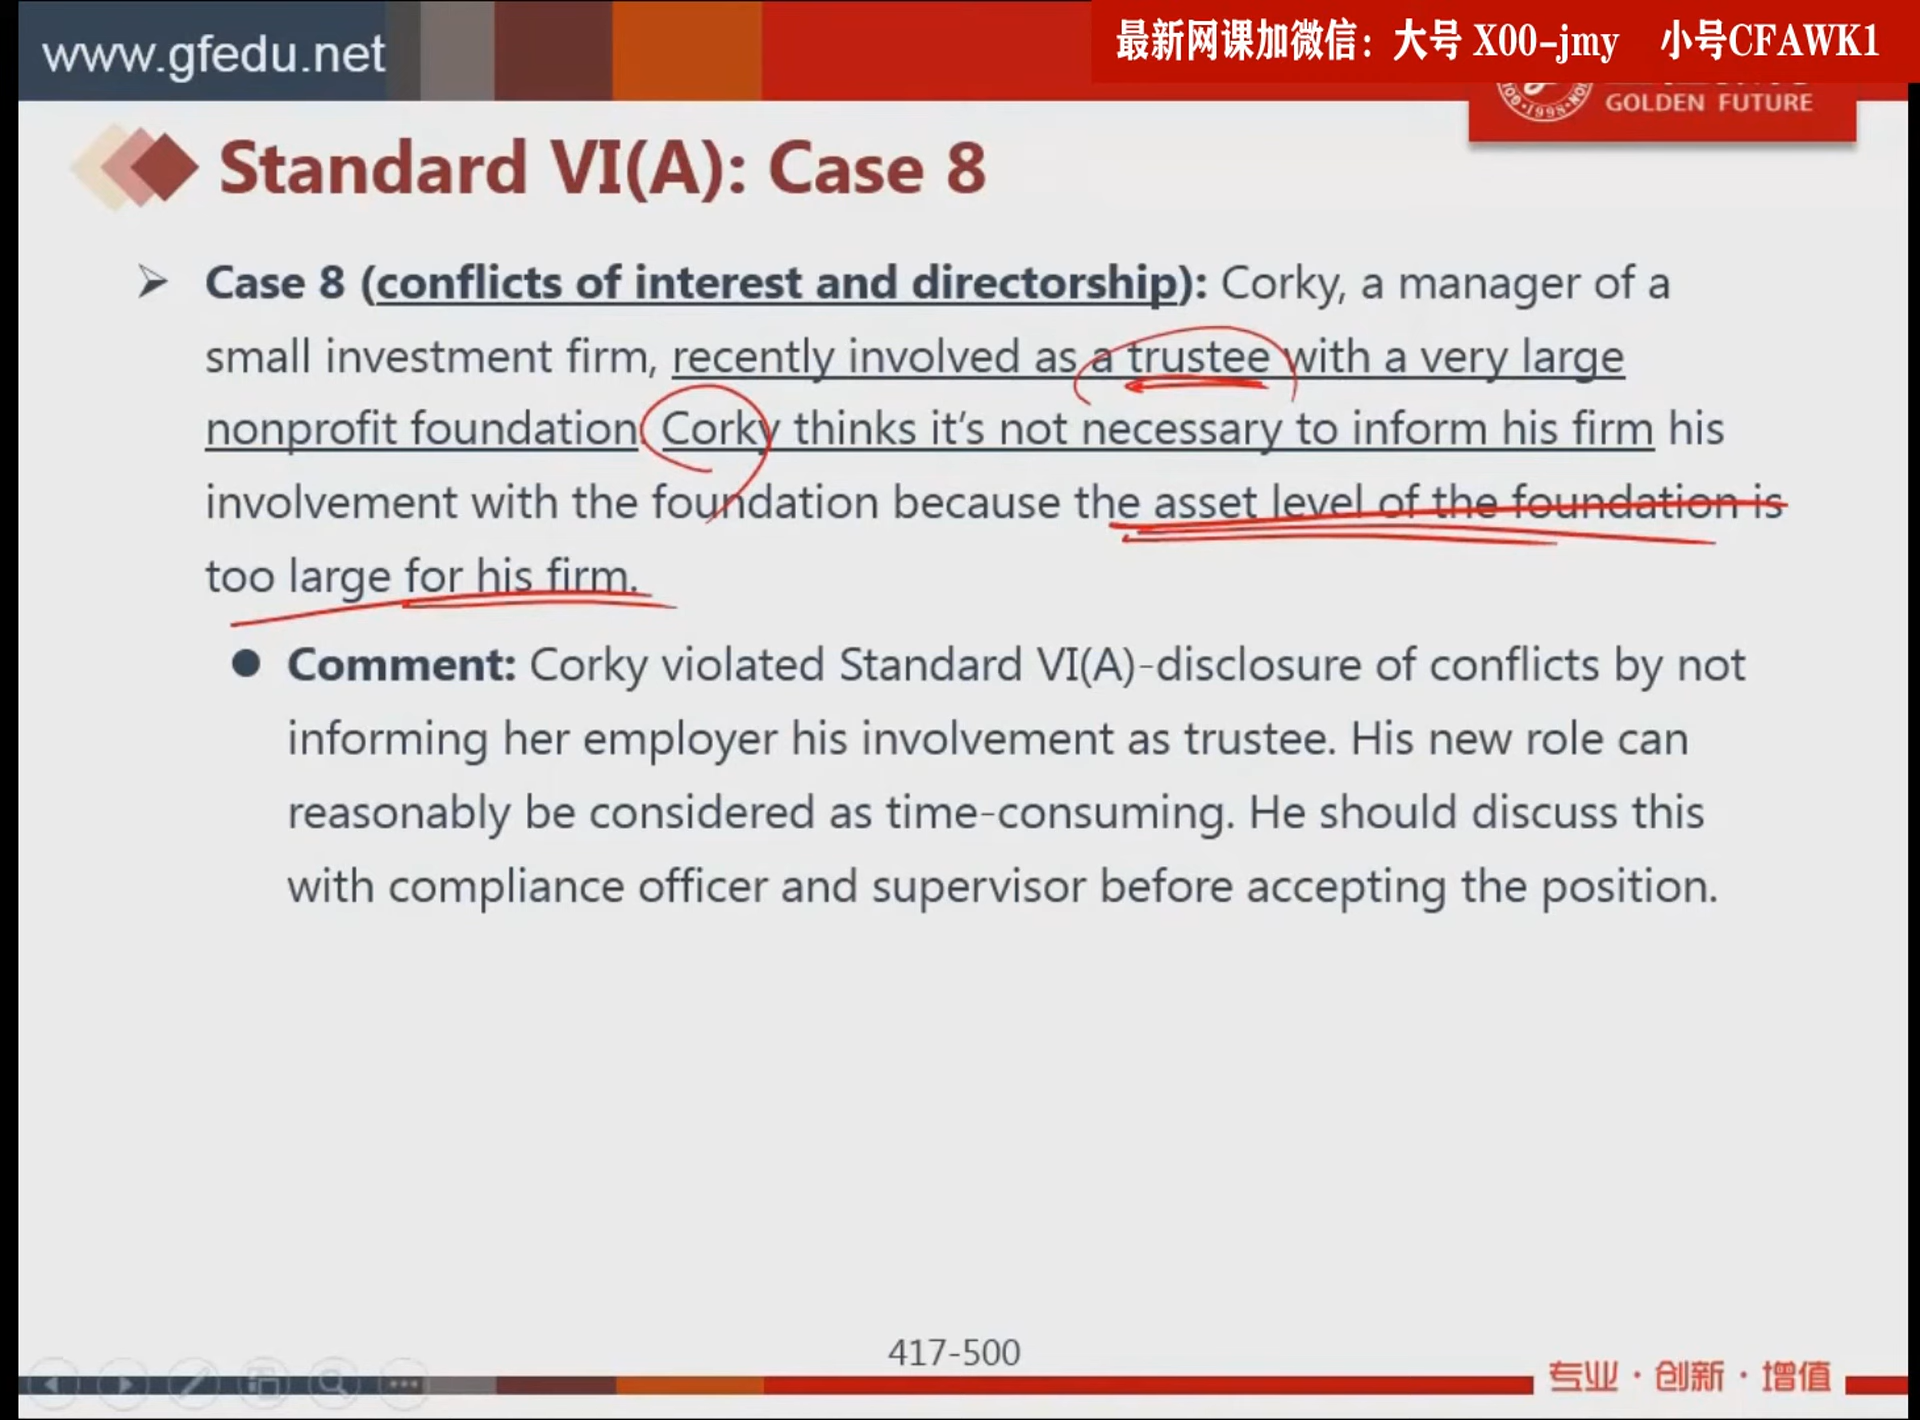 www.gfedu.net
最新网课加微信：大号 X00-jmy 小号CFAWK1
GOLDEN FUTURE
Standard VI(A): Case 8
➢ Case 8 (conflicts of interest and directorship): Corky, a manager of a
small investment firm, recently involved as a trustee with a very large
nonprofit foundation. Corky thinks it's not necessary to inform his firm his
involvement with the foundation because the asset level of the foundation is
too large for his firm.
● Comment: Corky violated Standard VI(A)-disclosure of conflicts by not
informing her employer his involvement as trustee. His new role can
reasonably be considered as time-consuming. He should discuss this
with compliance officer and supervisor before accepting the position.
417-500
专业·创新·增值